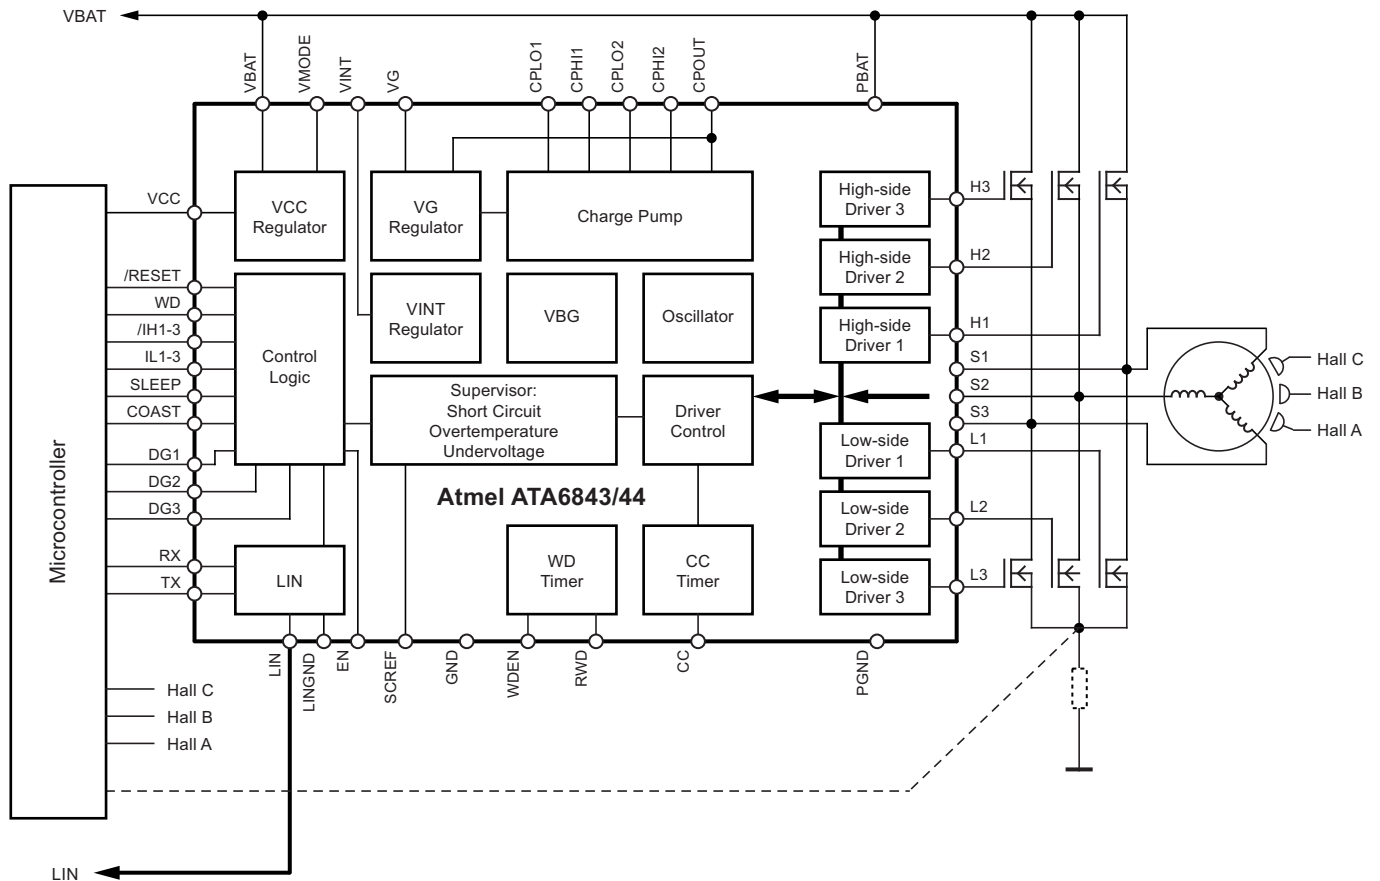 VBAT
VBAT
VMODE
VINT
VG
CPLO1
CPHI1
CPLO2
CPHI2
CPOUT
PBAT
VCC
/RESET
WD
/IH1-3
IL1-3
SLEEP
COAST
DG1
DG2
DG3
RX
TX
Microcontroller
VCC
Regulator
VG
Regulator
Charge Pump
High-side
Driver 3
High-side
Driver 2
High-side
Driver 1
Control
Logic
VINT
Regulator
VBG
Oscillator
Supervisor:
Short Circuit
Overtemperature
Undervoltage
Driver
Control
Low-side
Driver 1
Low-side
Driver 2
Low-side
Driver 3
Atmel ATA6843/44
LIN
WD
Timer
CC
Timer
H3
H2
H1
S1
S2
S3
L1
L2
L3
Hall C
Hall B
Hall A
LIN
LINGND
EN
SCREF
GND
WDEN
RWD
CC
PGND
Hall C
Hall B
Hall A
LIN